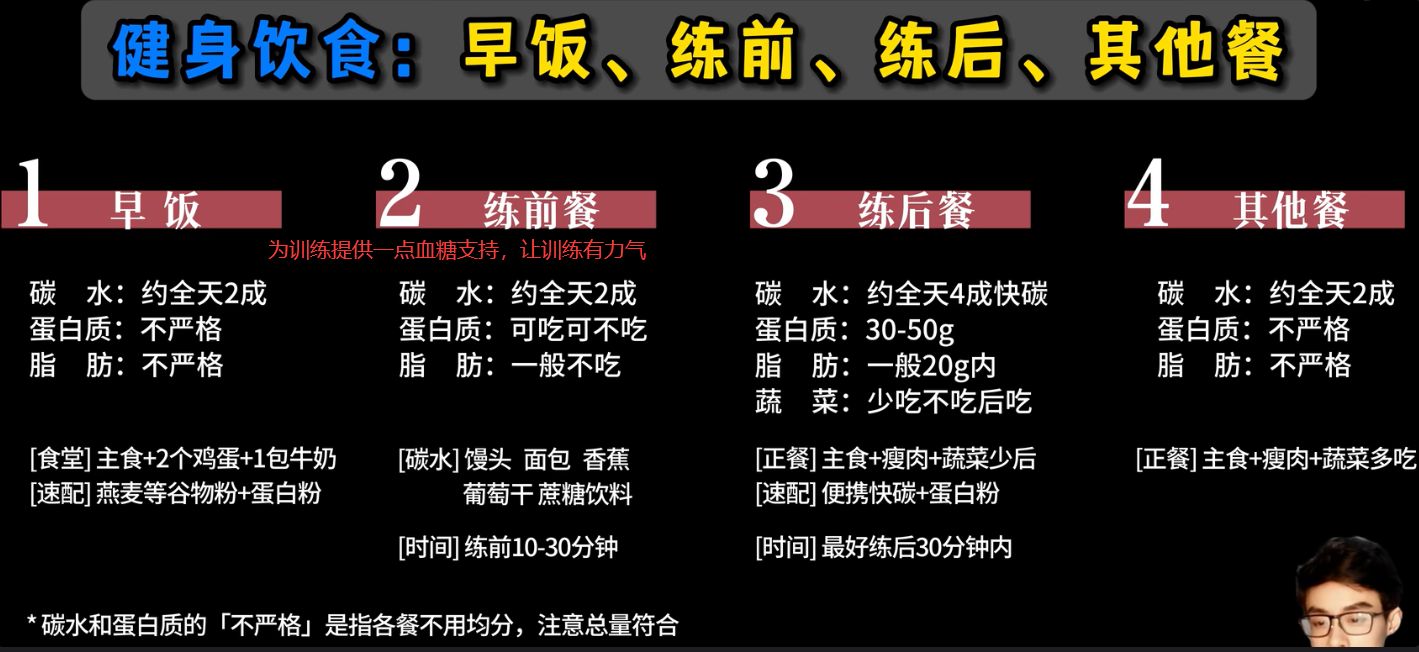 健身饮食：早饭、练前、练后、其他餐
1 早饭
碳 水：约全天2成
蛋白质：不严格
脂 肪：不严格
[食堂] 主食+2个鸡蛋+1包牛奶
[速配] 燕麦等谷物粉+蛋白粉
2 练前餐
为训练提供一点血糖支持，让训练有力气
碳 水：约全天2成
蛋白质：可吃可不吃
脂 肪：一般不吃
[碳水] 馒头 面包 香蕉
葡萄干 蔗糖饮料
[时间] 练前10-30分钟
3 练后餐
碳 水：约全天4成快碳
蛋白质：30-50g
脂 肪：一般20g内
蔬 菜：少吃不吃后吃
[正餐] 主食+瘦肉+蔬菜少后
[速配] 便携快碳+蛋白粉
[时间] 最好练后30分钟内
4 其他餐
碳 水：约全天2成
蛋白质：不严格
脂 肪：不严格
[正餐] 主食+瘦肉+蔬菜多吃
* 碳水和蛋白质的「不严格」是指各餐不用均分，注意总量符合